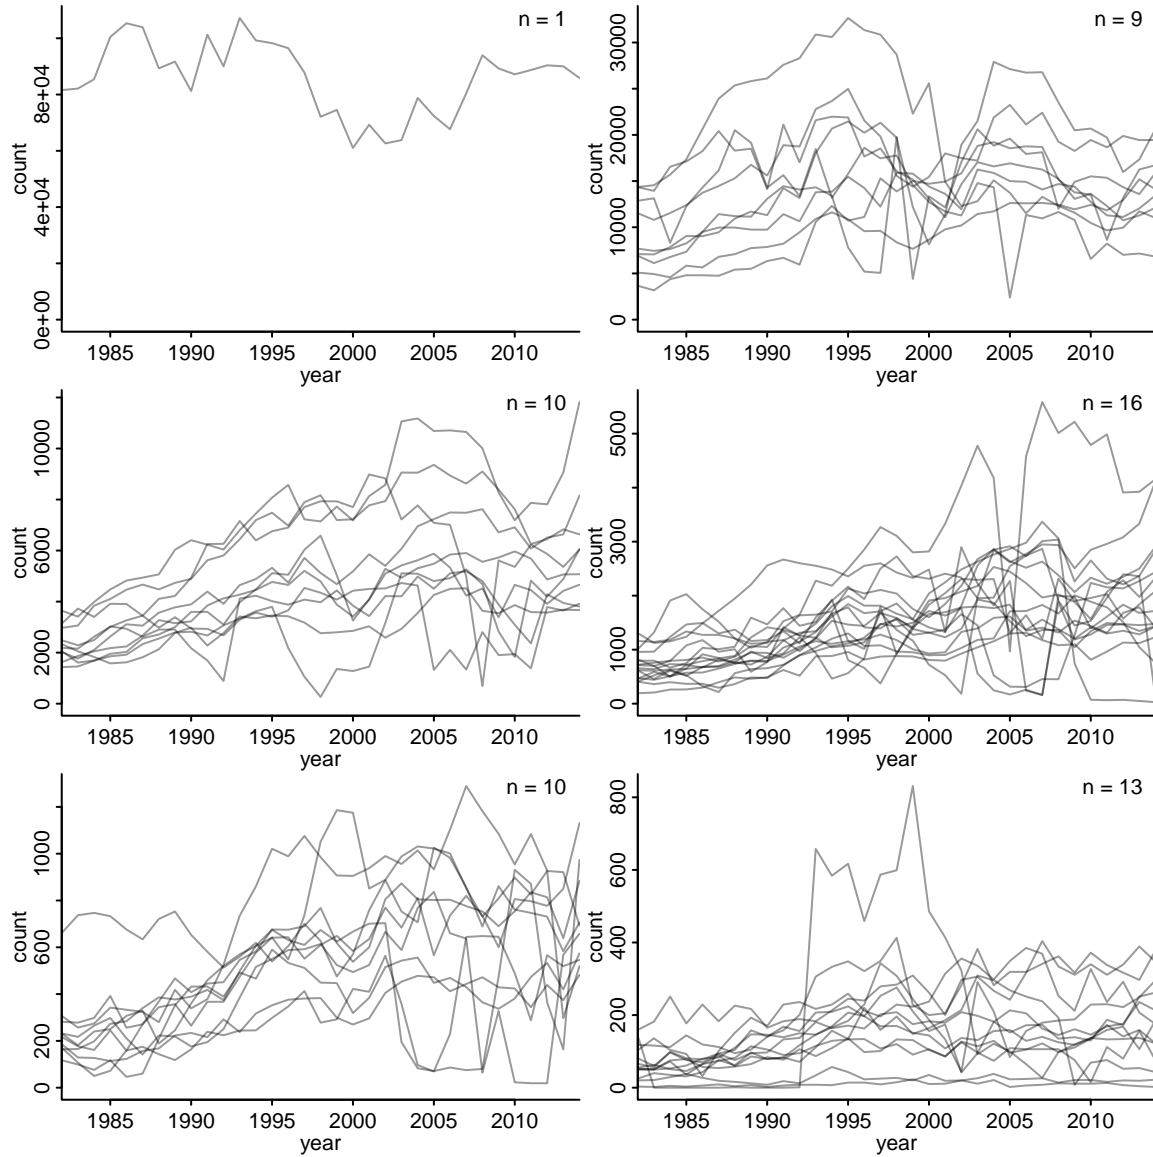 n = 1
count
0e+00 4e+04 8e+04
1985 1990 1995 2000 2005 2010
year
n = 9
count
0 10000 20000 30000
1985 1990 1995 2000 2005 2010
year
n = 10
count
0 2000 6000 10000
1985 1990 1995 2000 2005 2010
year
n = 16
count
0 1000 3000 5000
1985 1990 1995 2000 2005 2010
year
n = 10
count
0 200 600 1000
1985 1990 1995 2000 2005 2010
year
n = 13
count
0 200 400 600 800
1985 1990 1995 2000 2005 2010
year